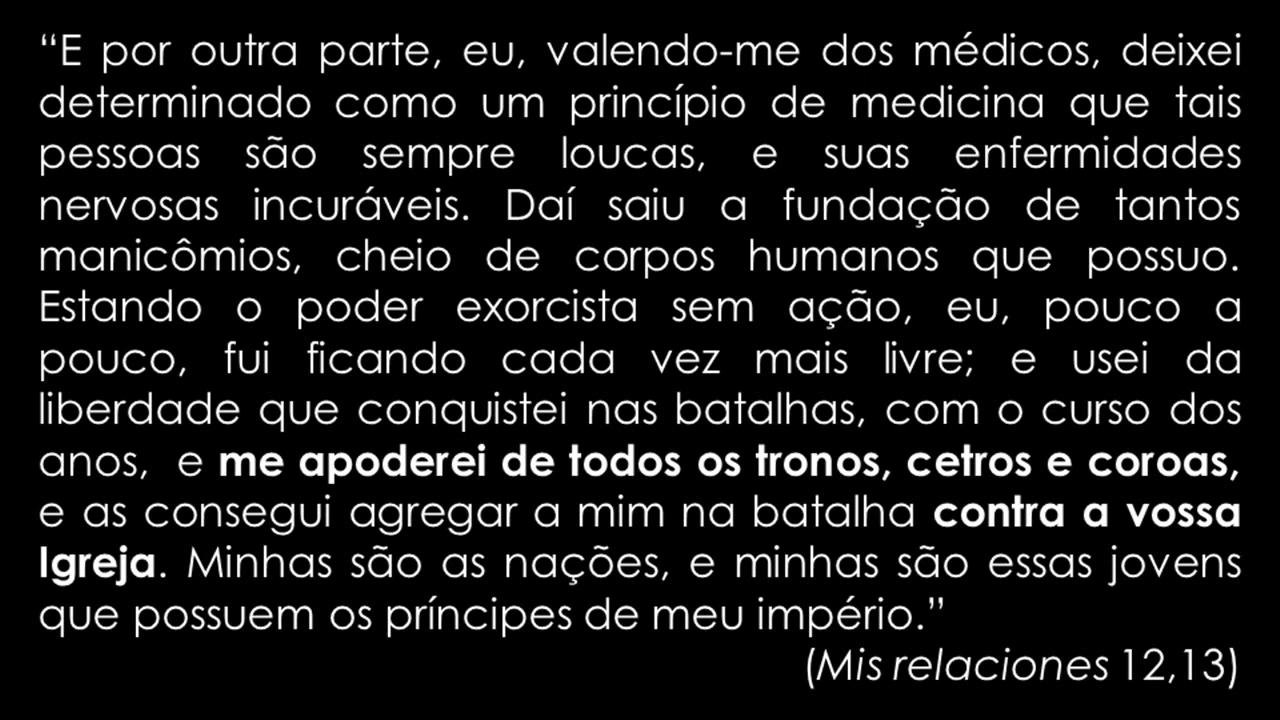 “E por outra parte, eu, valendo-me dos médicos, deixei
determinado como um princípio de medicina que tais
pessoas são sempre loucas, e suas enfermidades
nervosas incuráveis. Daí saiu a fundação de tantos
manicômios, cheio de corpos humanos que possuo.
Estando o poder exorcista sem ação, eu, pouco a
pouco, fui ficando cada vez mais livre; e usei da
liberdade que conquistei nas batalhas, com o curso dos
anos, e me apoderei de todos os tronos, cetros e coroas,
e as consegui agregar a mim na batalha contra a vossa
Igreja. Minhas são as nações, e minhas são essas jovens
que possuem os príncipes de meu império.”
(Mis relaciones 12,13)